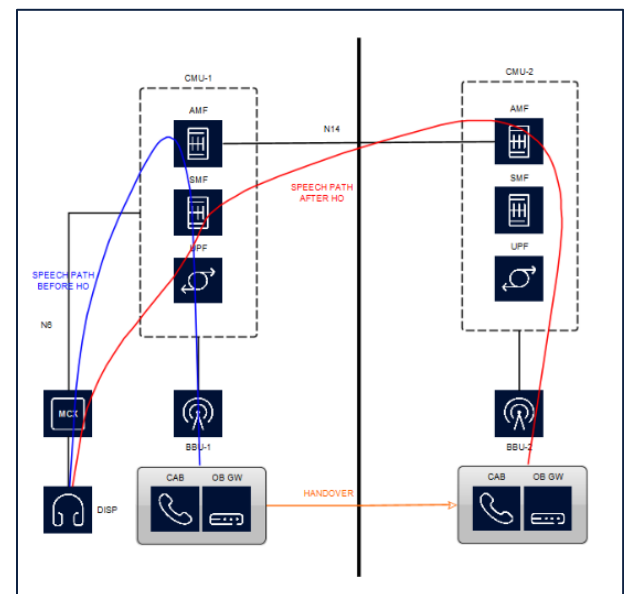 CMU-1
CMU-2
AMF
AMF
N14
SMF
SMF
SPEECH PATH
AFTER HO
UPF
UPF
SPEECH PATH
BEFORE HO
N6
MCX
BBU-1
BBU-2
CAB
OB GW
CAB
OB GW
HANDOVER
DISP